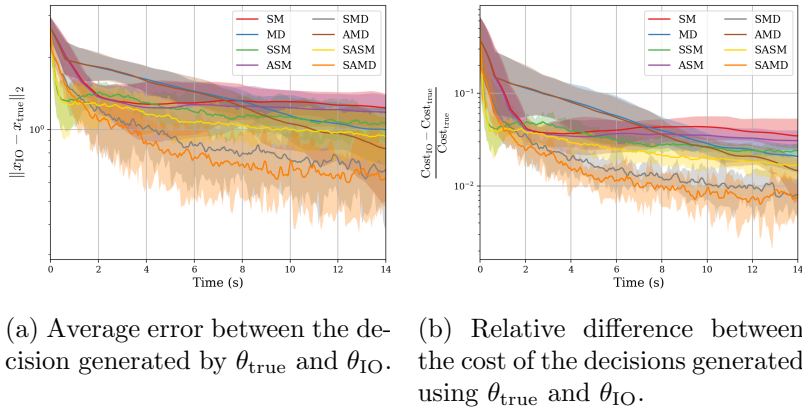 SM
MD
SSM
ASM
SMD
AMD
SASM
SAMD
10⁰
‖x_IO − x_true‖₂
0 2 4 6 8 10 12 14
Time (s)
SM
MD
SSM
ASM
SMD
AMD
SASM
SAMD
10⁻¹
10⁻²
Cost_IO − Cost_true
Cost_true
0 2 4 6 8 10 12 14
Time (s)
(a) Average error between the de-
cision generated by θ_true and θ_IO.
(b) Relative difference between
the cost of the decisions generated
using θ_true and θ_IO.